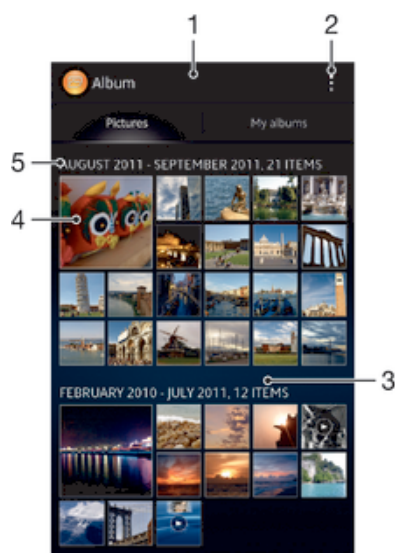 1 2
Album
Pictures My albums
5 AUGUST 2011 - SEPTEMBER 2011, 21 ITEMS
4
3
FEBRUARY 2010 - JULY 2011, 12 ITEMS